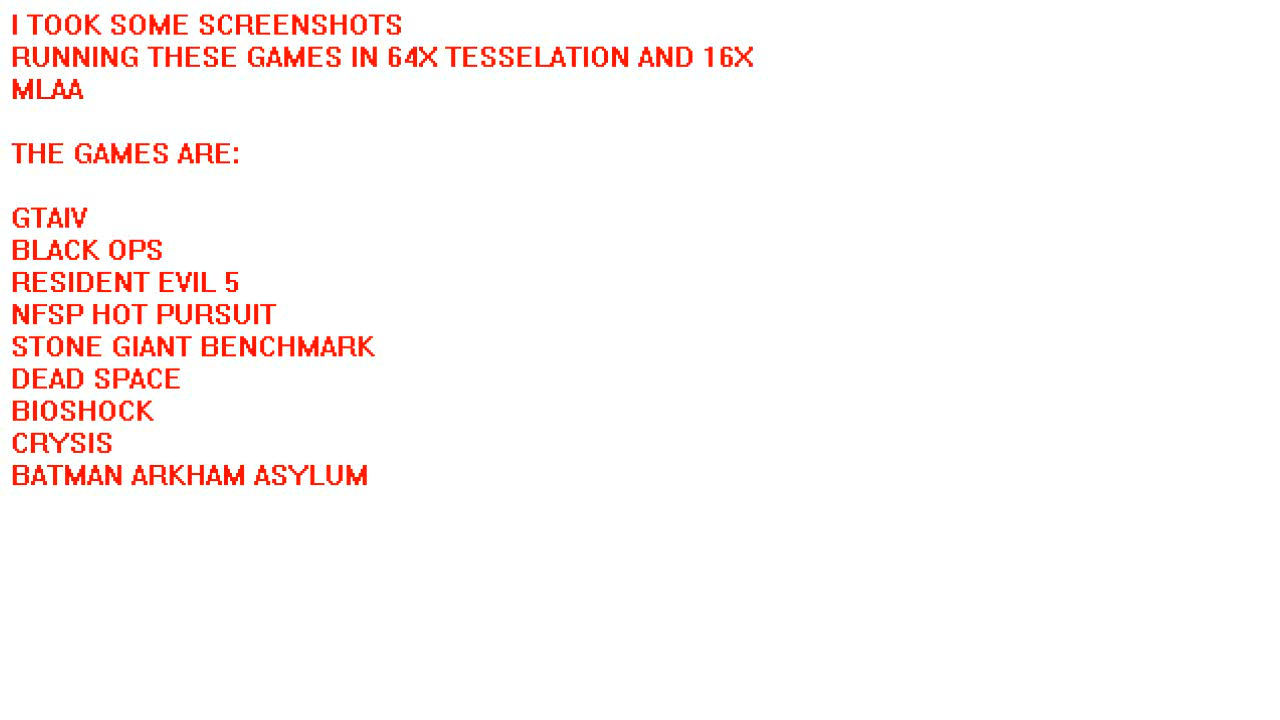 I TOOK SOME SCREENSHOTS
RUNNING THESE GAMES IN 64X TESSELATION AND 16X
MLAA
THE GAMES ARE:
GTAIV
BLACK OPS
RESIDENT EVIL 5
NFSP HOT PURSUIT
STONE GIANT BENCHMARK
DEAD SPACE
BIOSHOCK
CRYSIS
BATMAN ARKHAM ASYLUM